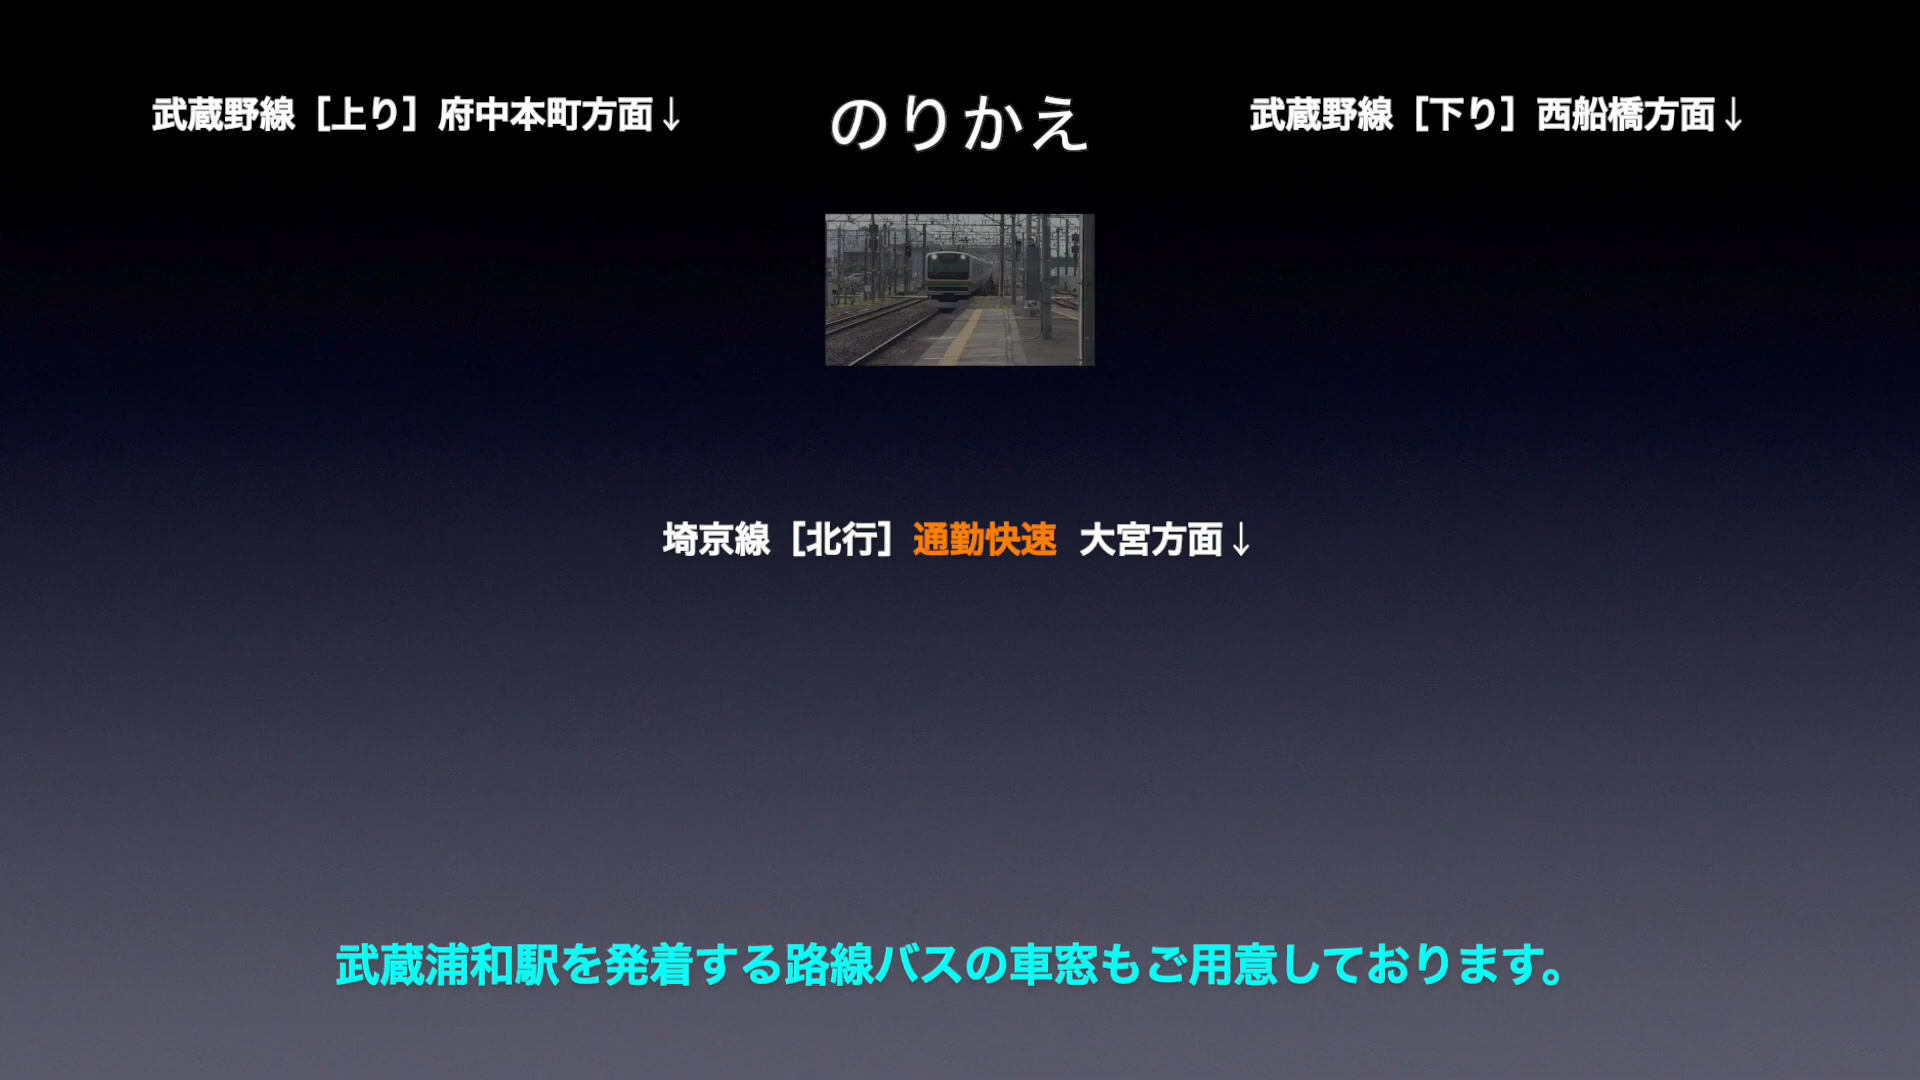 武蔵野線［上り］府中本町方面↓
のりかえ
武蔵野線［下り］西船橋方面↓
埼京線［北行］通勤快速 大宮方面↓
武蔵浦和駅を発着する路線バスの車窓もご用意しております。